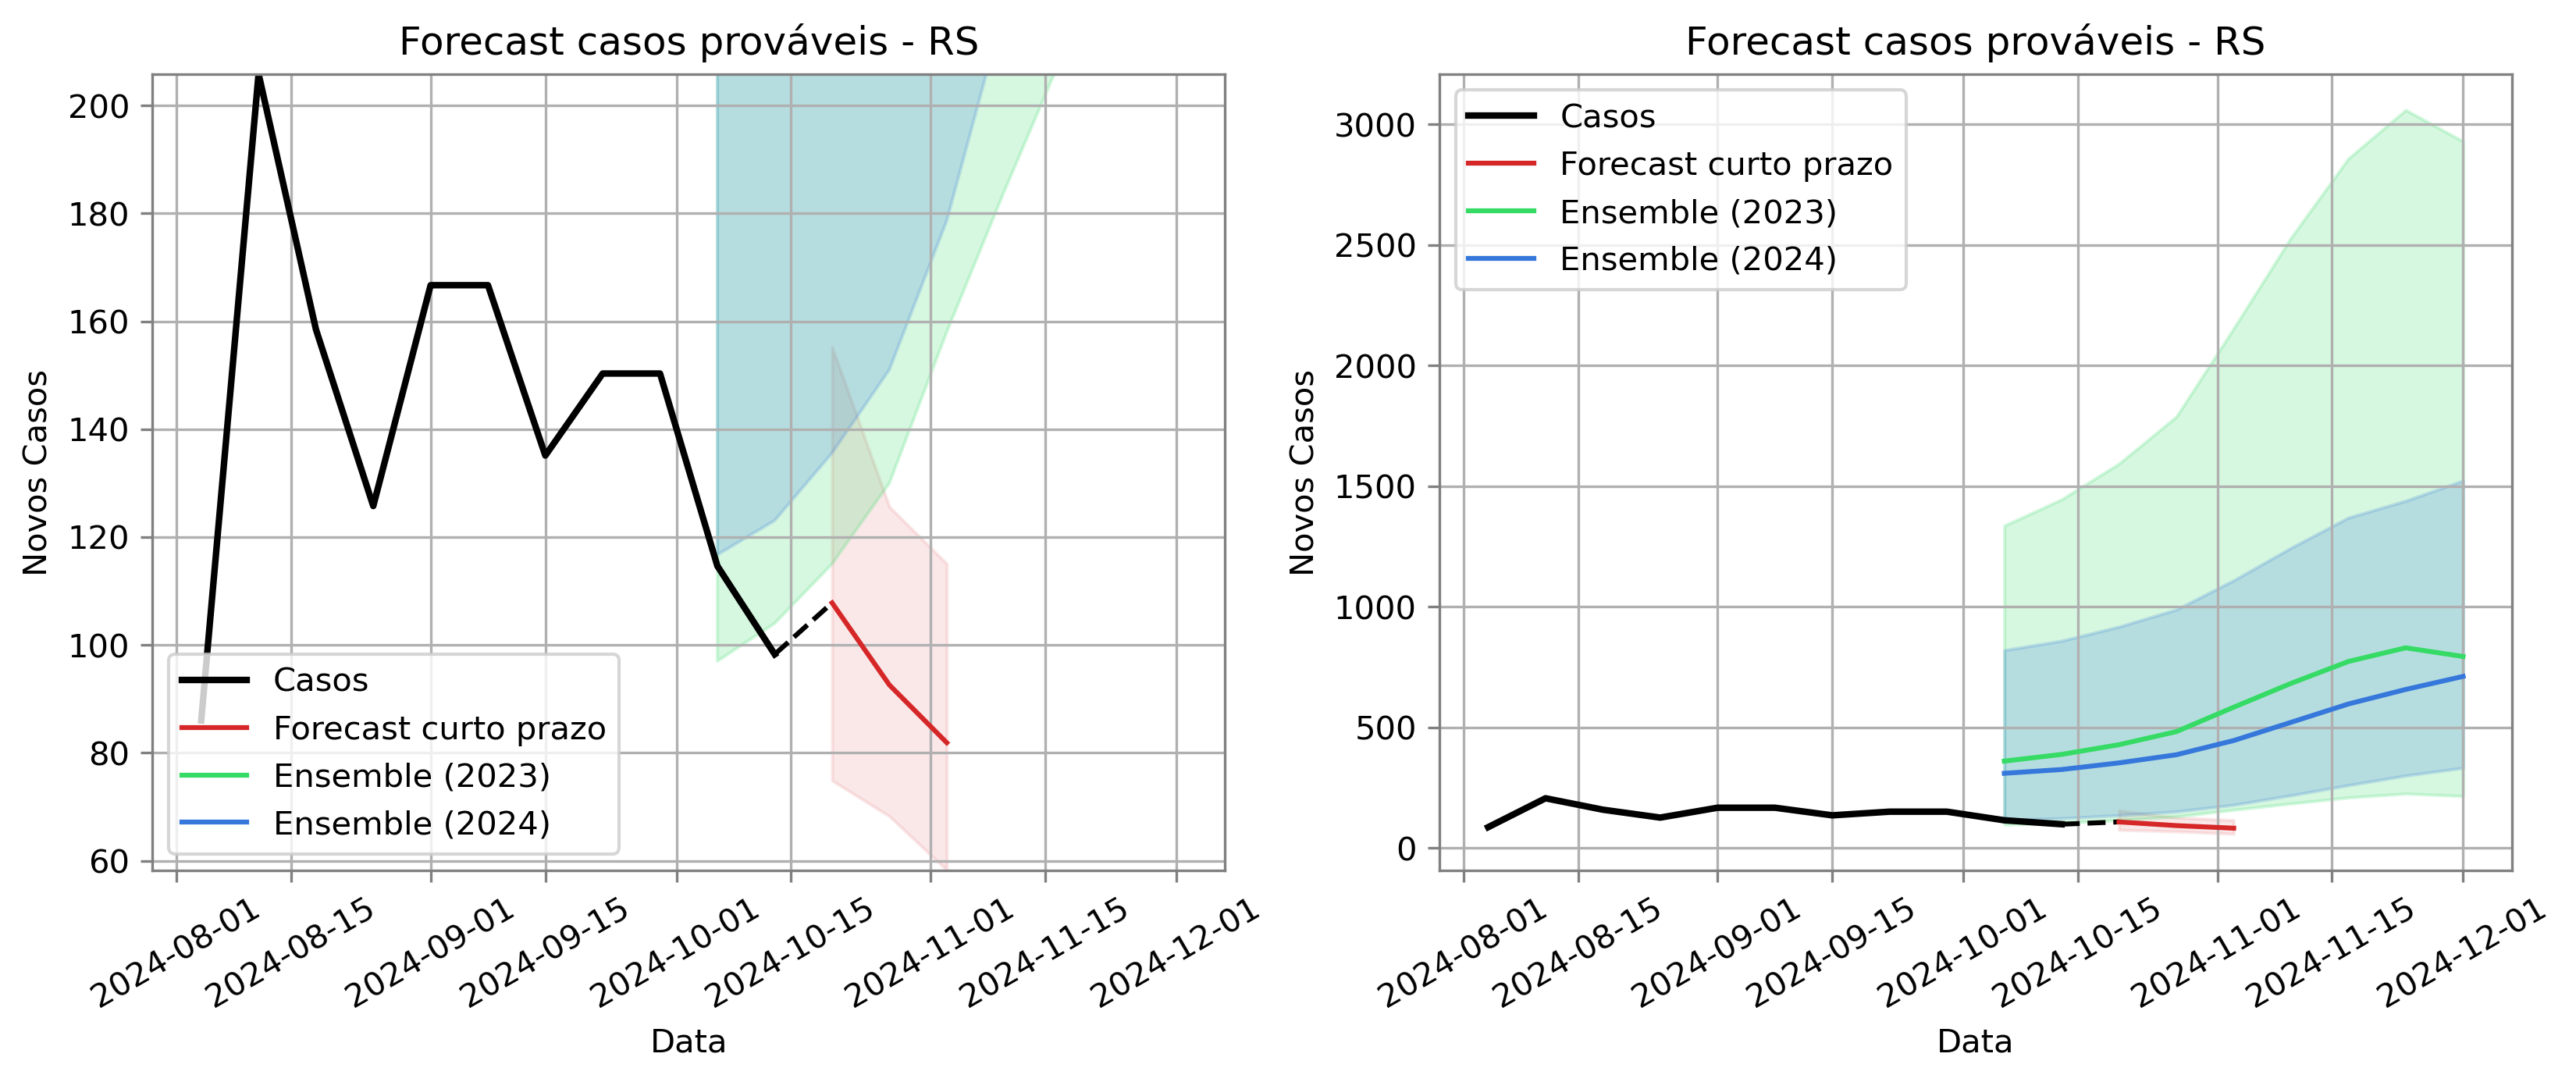 Forecast casos prováveis - RS
Novos Casos
200
180
160
140
120
100
80
60
Casos
Forecast curto prazo
Ensemble (2023)
Ensemble (2024)
2024-08-01
2024-08-15
2024-09-01
2024-09-15
2024-10-01
2024-10-15
2024-11-01
2024-11-15
2024-12-01
Data
Forecast casos prováveis - RS
Novos Casos
3000
2500
2000
1500
1000
500
0
Casos
Forecast curto prazo
Ensemble (2023)
Ensemble (2024)
2024-08-01
2024-08-15
2024-09-01
2024-09-15
2024-10-01
2024-10-15
2024-11-01
2024-11-15
2024-12-01
Data